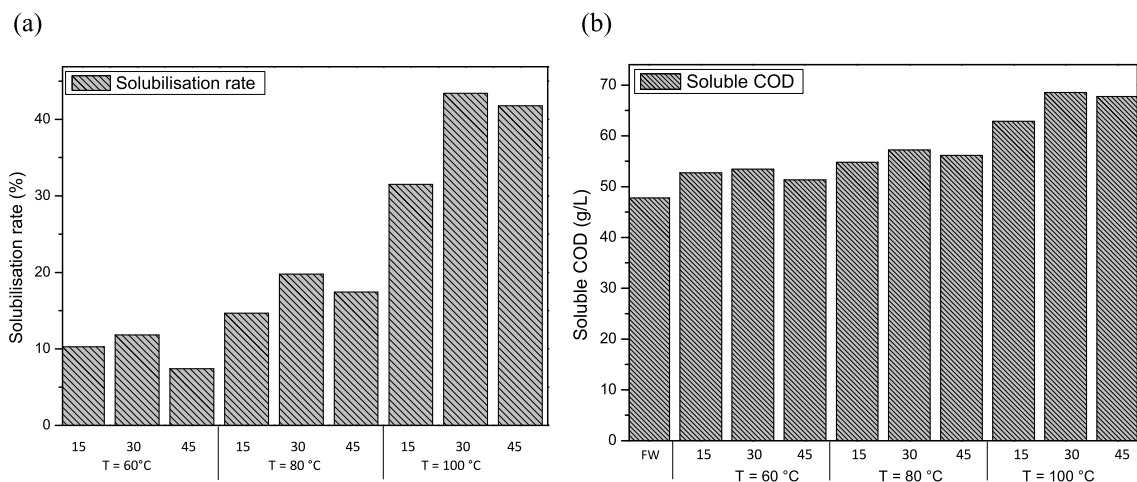 (a)
Solubilisation rate
Solubilisation rate (%)
40
30
20
10
0
15 30 45 15 30 45 15 30 45
T = 60°C T = 80 °C T = 100 °C
(b)
Soluble COD
Soluble COD (g/L)
70
60
50
40
30
20
10
0
FW 15 30 45 15 30 45 15 30 45
T = 60 °C T = 80 °C T = 100 °C